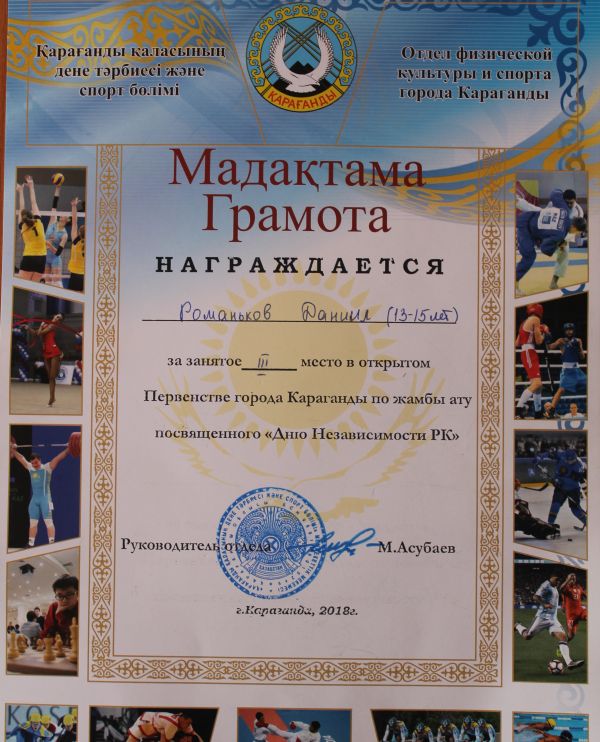 Қарағанды қаласының
дене тәрбиесі және
спорт бөлімі
Отдел физической
культуры и спорта
города Караганды
ҚАРАҒАНДЫ
Мадақтама
Грамота
НАГРАЖДАЕТСЯ
Романьков Даниил (13-15 лет)
за занятое III место в открытом
Первенстве города Караганды по жамбы ату
посвященного «Дню Независимости РК»
Руководитель отдела М.Асубаев
г.Караганда, 2018г.